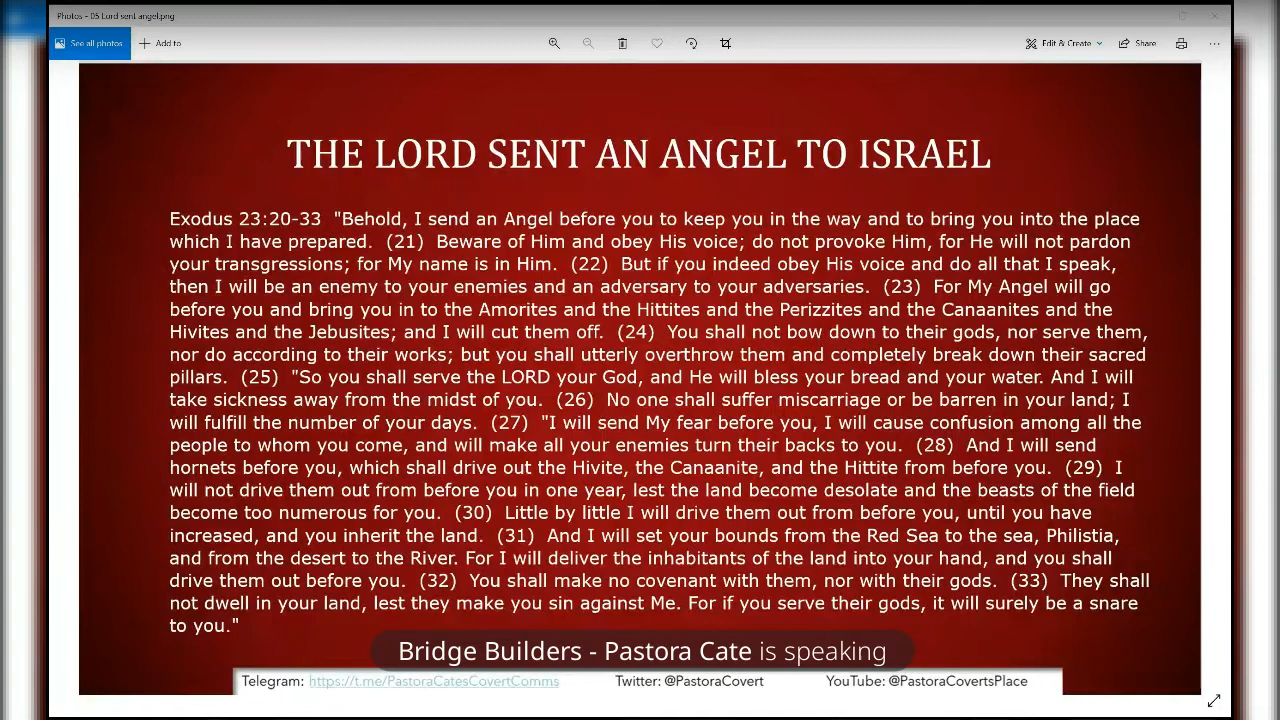 Photos - 05 Lord sent angel.png
See all photos
Add to
Edit & Create
Share
THE LORD SENT AN ANGEL TO ISRAEL
Exodus 23:20-33 "Behold, I send an Angel before you to keep you in the way and to bring you into the place
which I have prepared. (21) Beware of Him and obey His voice; do not provoke Him, for He will not pardon
your transgressions; for My name is in Him. (22) But if you indeed obey His voice and do all that I speak,
then I will be an enemy to your enemies and an adversary to your adversaries. (23) For My Angel will go
before you and bring you in to the Amorites and the Hittites and the Perizzites and the Canaanites and the
Hivites and the Jebusites; and I will cut them off. (24) You shall not bow down to their gods, nor serve them,
nor do according to their works; but you shall utterly overthrow them and completely break down their sacred
pillars. (25) "So you shall serve the LORD your God, and He will bless your bread and your water. And I will
take sickness away from the midst of you. (26) No one shall suffer miscarriage or be barren in your land; I
will fulfill the number of your days. (27) "I will send My fear before you, I will cause confusion among all the
people to whom you come, and will make all your enemies turn their backs to you. (28) And I will send
hornets before you, which shall drive out the Hivite, the Canaanite, and the Hittite from before you. (29) I
will not drive them out from before you in one year, lest the land become desolate and the beasts of the field
become too numerous for you. (30) Little by little I will drive them out from before you, until you have
increased, and you inherit the land. (31) And I will set your bounds from the Red Sea to the sea, Philistia,
and from the desert to the River. For I will deliver the inhabitants of the land into your hand, and you shall
drive them out before you. (32) You shall make no covenant with them, nor with their gods. (33) They shall
not dwell in your land, lest they make you sin against Me. For if you serve their gods, it will surely be a snare
to you."
Bridge Builders - Pastora Cate is speaking
Telegram: https://t.me/PastoraCatesCovertComms Twitter: @PastoraCovert YouTube: @PastoraCovertsPlace